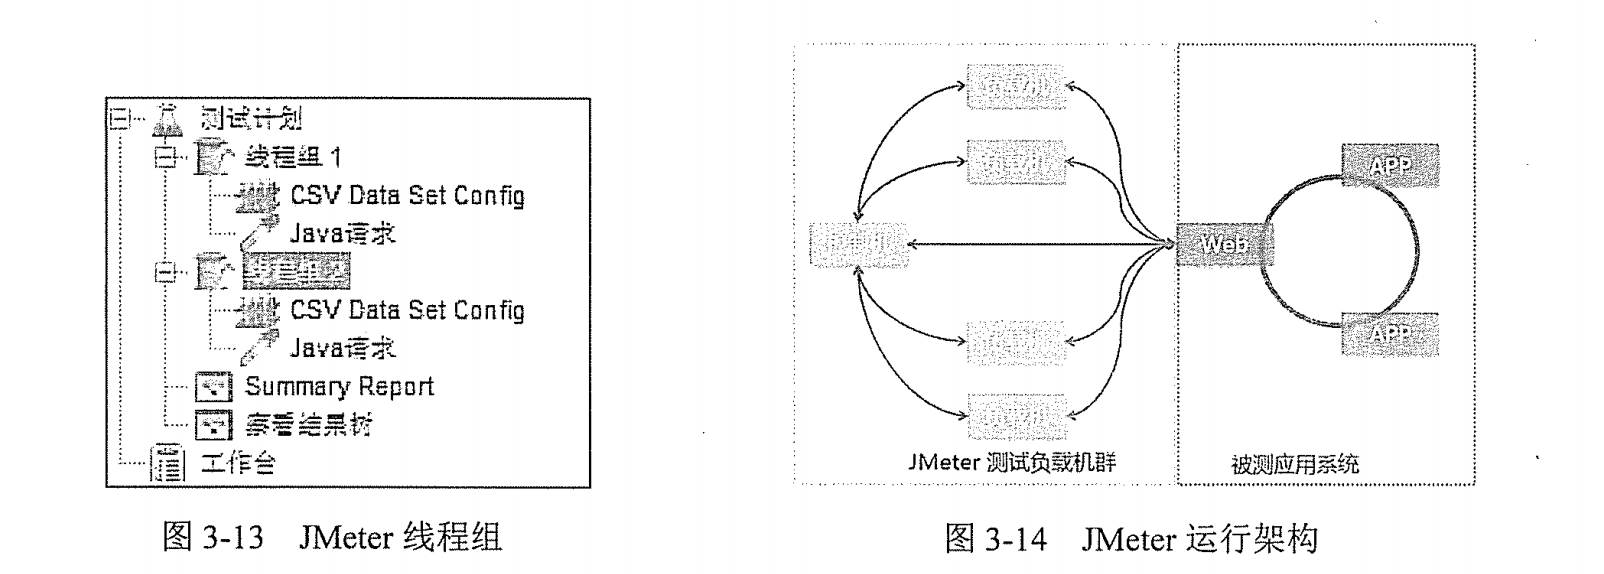 测试计划
线程组 1
CSV Data Set Config
Java请求
线程组 2
CSV Data Set Config
Java请求
Summary Report
察看结果树
工作台
图 3-13 JMeter 线程组
负载机
负载机
控制机
负载机
负载机
Web
APP
APP
JMeter 测试负载机群
被测应用系统
图 3-14 JMeter 运行架构